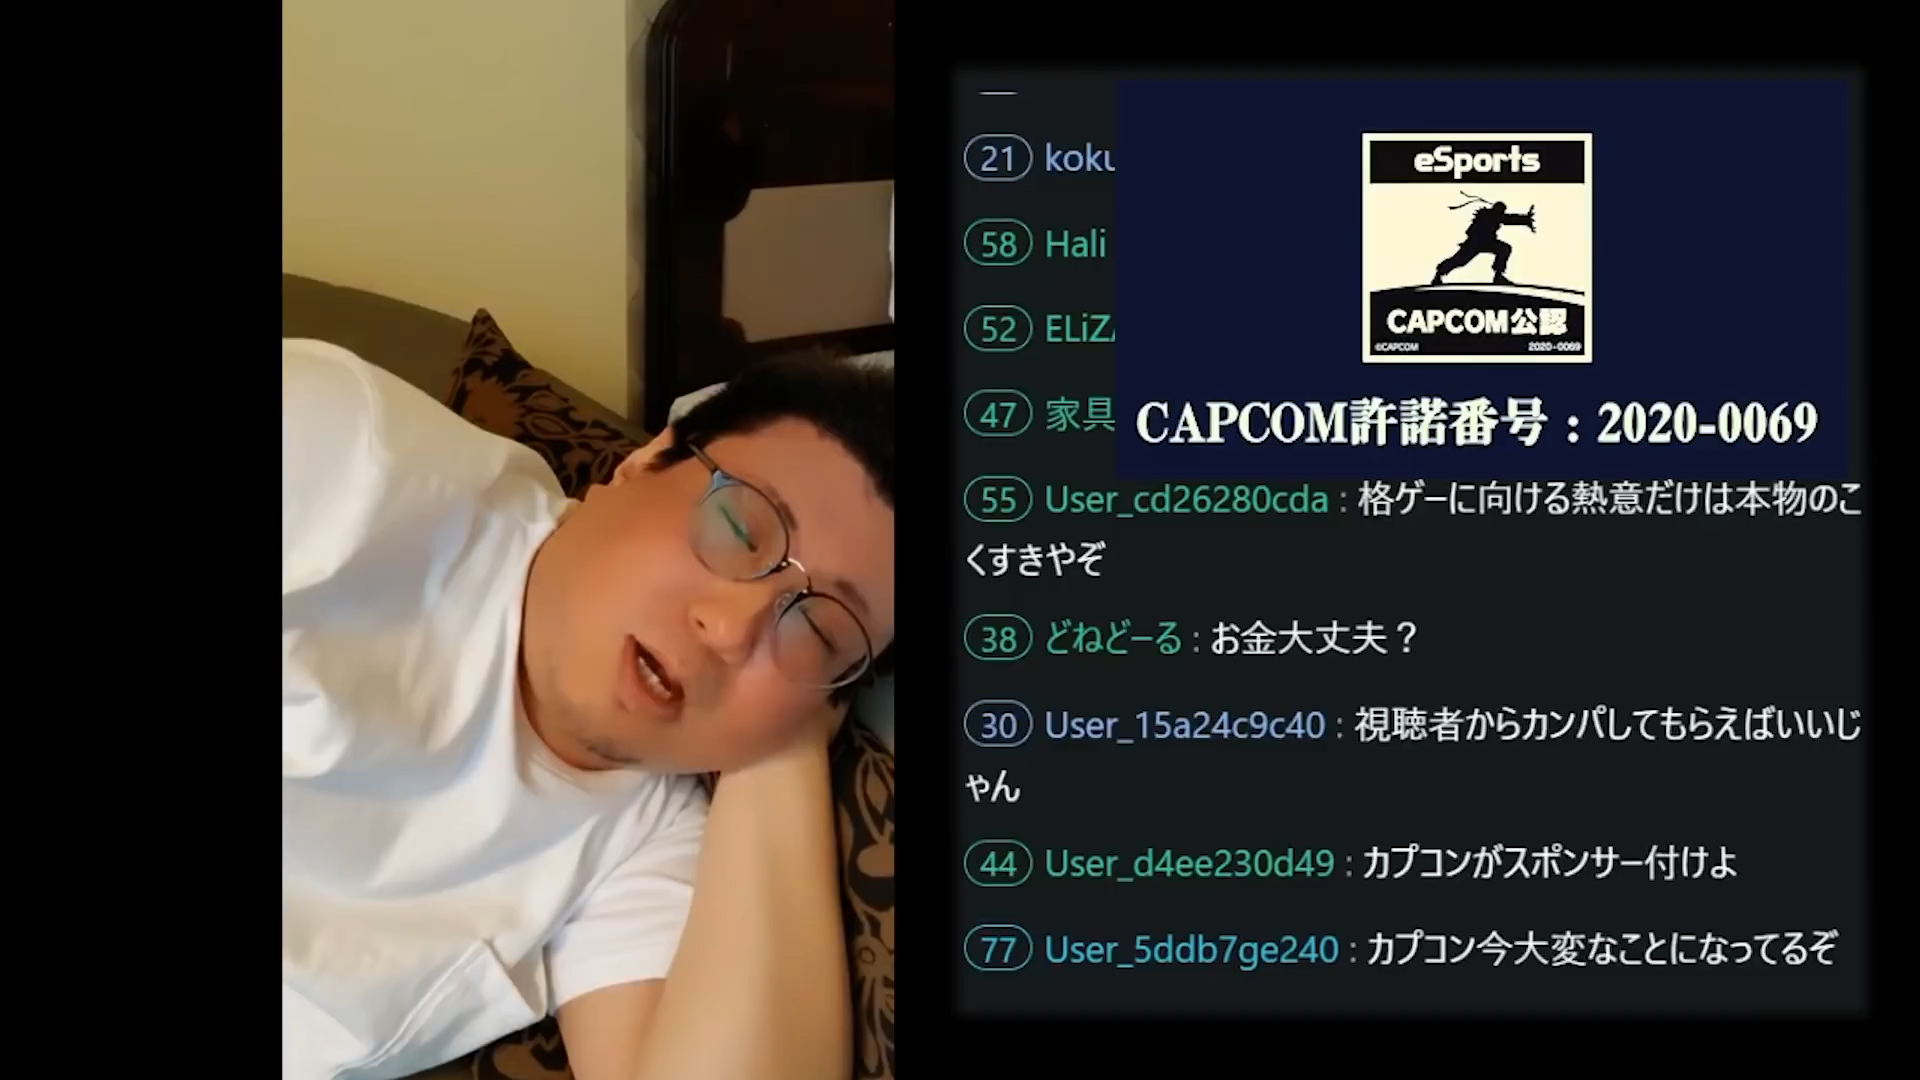 eSports
CAPCOM公認
©CAPCOM 2020-0069
CAPCOM許諾番号：2020-0069
21 koku
58 Hali
52 ELiZ
47 家具
55 User_cd26280cda : 格ゲーに向ける熱意だけは本物のこ
くすきやぞ
38 どねどーる : お金大丈夫？
30 User_15a24c9c40 : 視聴者からカンパしてもらえばいいじ
ゃん
44 User_d4ee230d49 : カプコンがスポンサー付けよ
77 User_5ddb7ge240 : カプコン今大変なことになってるぞ